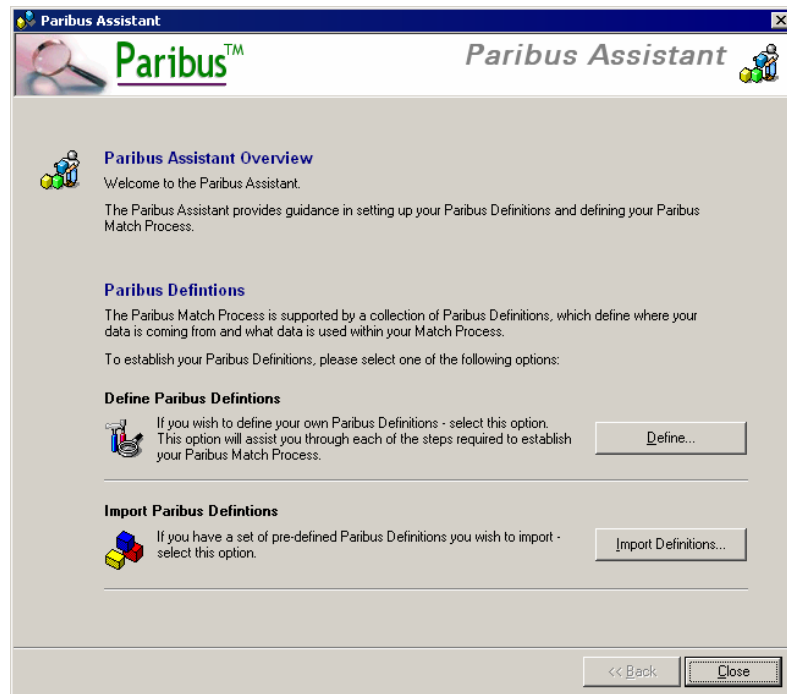 Paribus Assistant
Paribus™
Paribus Assistant
Paribus Assistant Overview
Welcome to the Paribus Assistant.
The Paribus Assistant provides guidance in setting up your Paribus Definitions and defining your Paribus
Match Process.
Paribus Defintions
The Paribus Match Process is supported by a collection of Paribus Definitions, which define where your
data is coming from and what data is used within your Match Process.
To establish your Paribus Definitions, please select one of the following options:
Define Paribus Defintions
If you wish to define your own Paribus Definitions - select this option.
This option will assist you through each of the steps required to establish
your Paribus Match Process.
Define...
Import Paribus Defintions
If you have a set of pre-defined Paribus Definitions you wish to import -
select this option.
Import Definitions...
<< Back
Close